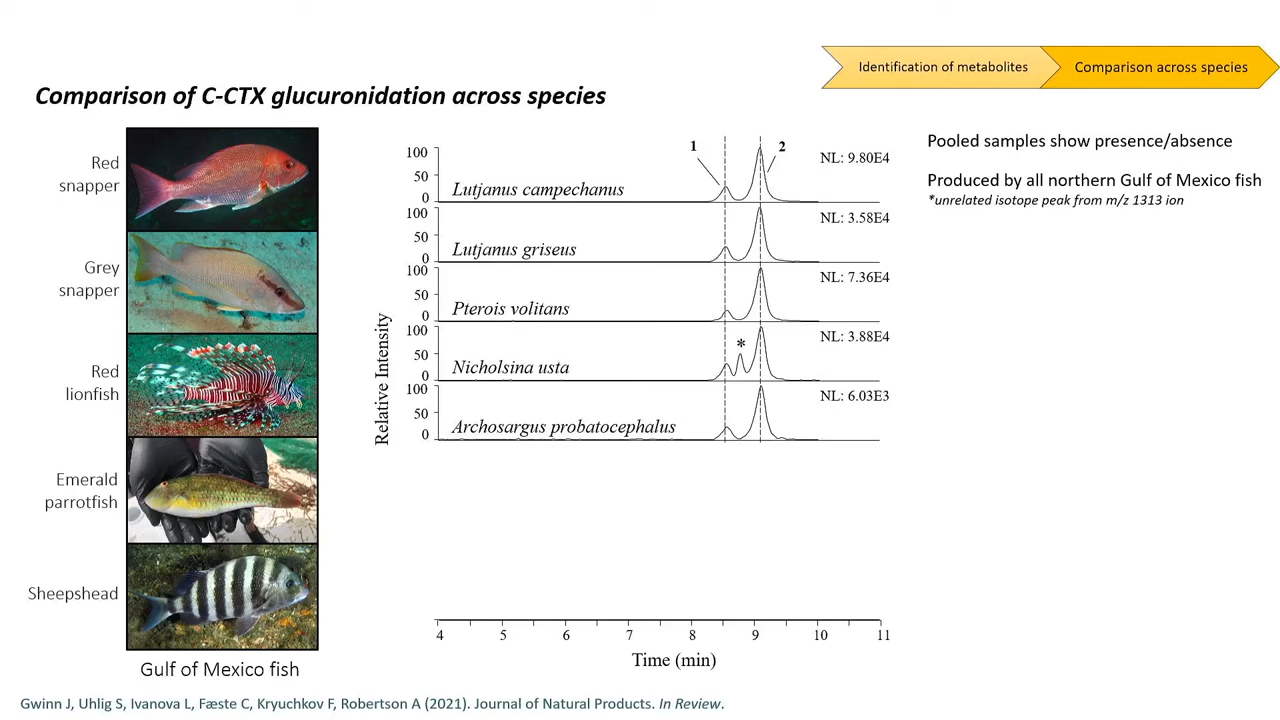 Identification of metabolites
Comparison across species
Comparison of C-CTX glucuronidation across species
Red
snapper
Grey
snapper
Red
lionfish
Emerald
parrotfish
Sheepshead
Gulf of Mexico fish
Relative Intensity
1
2
100
50
0
Lutjanus campechanus
NL: 9.80E4
100
50
0
Lutjanus griseus
NL: 3.58E4
100
50
0
Pterois volitans
NL: 7.36E4
100
50
0
Nicholsina usta
*
NL: 3.88E4
100
50
0
Archosargus probatocephalus
NL: 6.03E3
4 5 6 7 8 9 10 11
Time (min)
Pooled samples show presence/absence
Produced by all northern Gulf of Mexico fish
*unrelated isotope peak from m/z 1313 ion
Gwinn J, Uhlig S, Ivanova L, Fæste C, Kryuchkov F, Robertson A (2021). Journal of Natural Products. In Review.